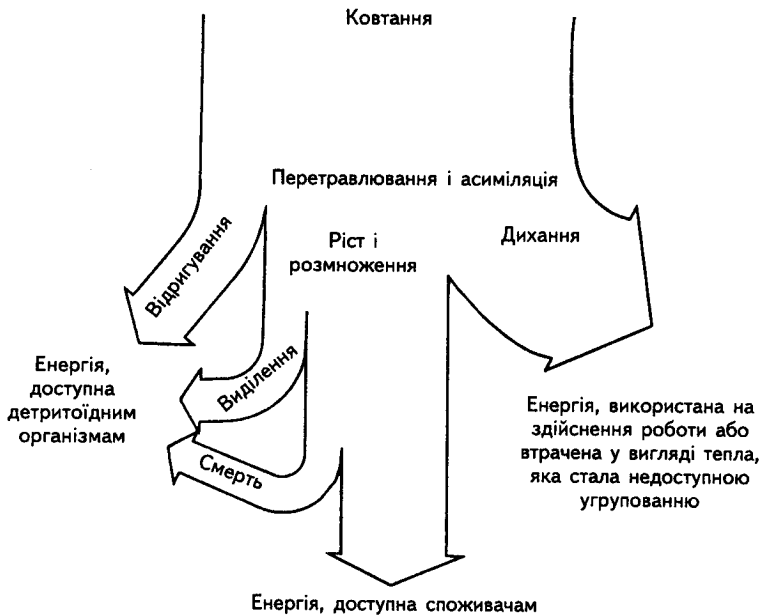 Ковтання
Перетравлювання і асиміляція
Ріст і
розмноження
Дихання
Відригування
Виділення
Смерть
Енергія,
доступна
детритоїдним
організмам
Енергія, використана на
здійснення роботи або
втрачена у вигляді тепла,
яка стала недоступною
угрупованню
Енергія, доступна споживачам